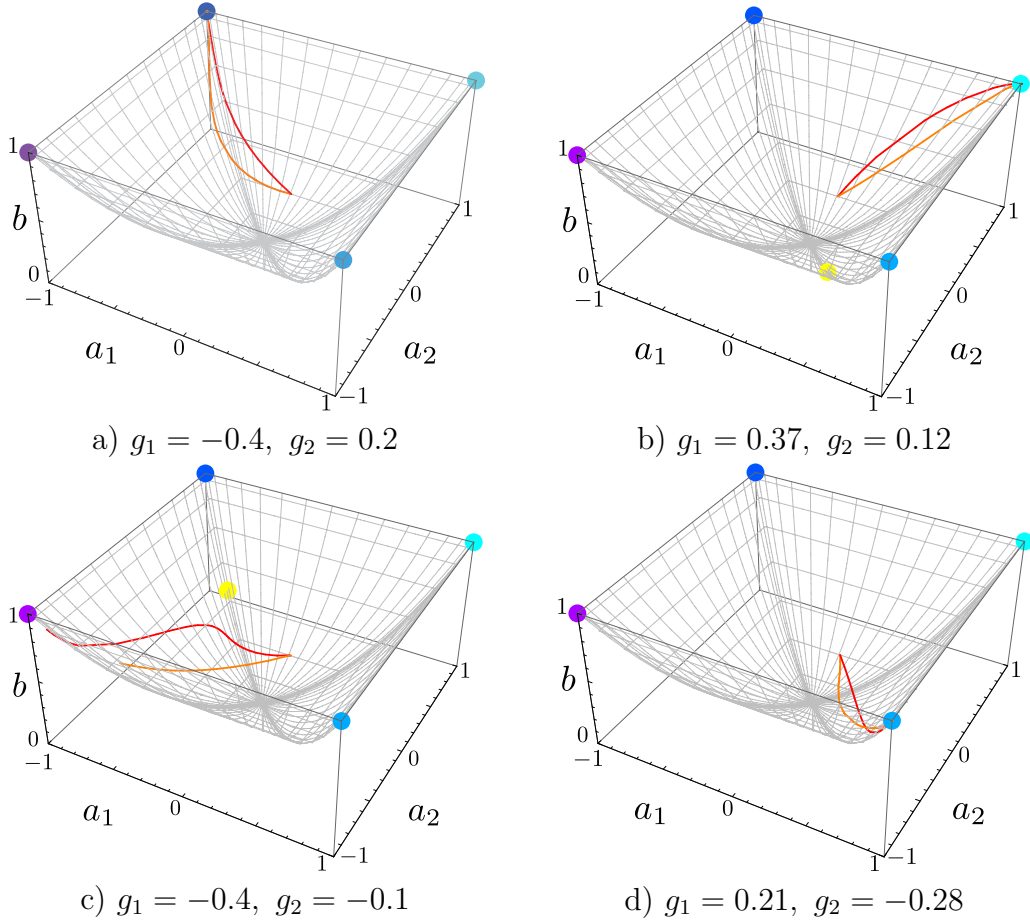 1
b
0
−1
a₁
0
1
−1
a₂
0
1
a) g₁ = −0.4, g₂ = 0.2
1
b
0
−1
a₁
0
1
−1
a₂
0
1
b) g₁ = 0.37, g₂ = 0.12
1
b
0
−1
a₁
0
1
−1
a₂
0
1
c) g₁ = −0.4, g₂ = −0.1
1
b
0
−1
a₁
0
1
−1
a₂
0
1
d) g₁ = 0.21, g₂ = −0.28